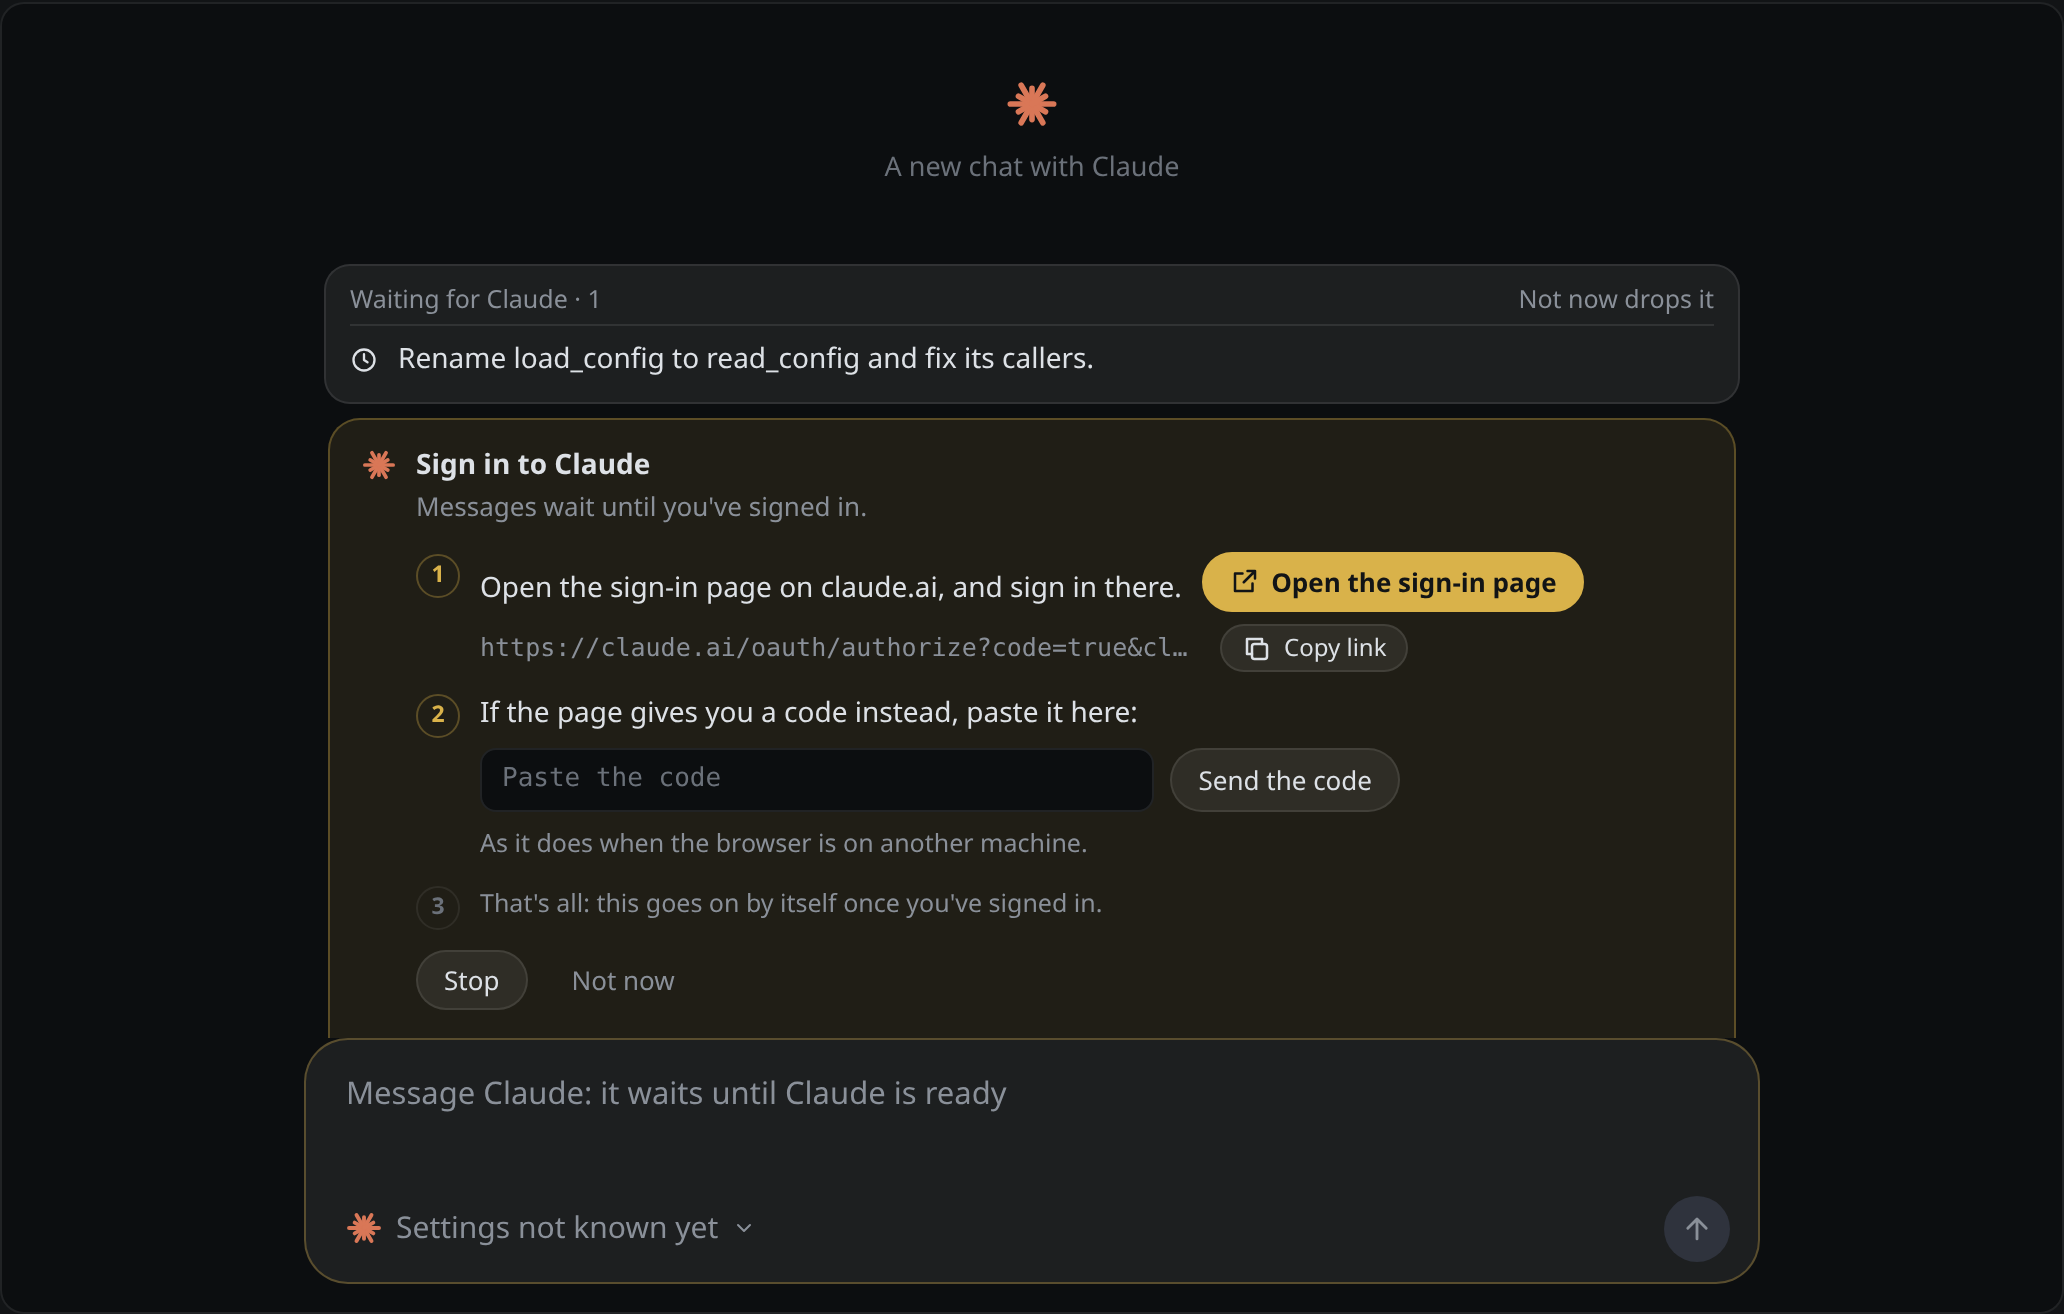 A new chat with Claude
Waiting for Claude · 1
Not now drops it
Rename load_config to read_config and fix its callers.
Sign in to Claude
Messages wait until you've signed in.
1
Open the sign-in page on claude.ai, and sign in there.
Open the sign-in page
https://claude.ai/oauth/authorize?code=true&cl…
Copy link
2
If the page gives you a code instead, paste it here:
Paste the code
Send the code
As it does when the browser is on another machine.
3
That's all: this goes on by itself once you've signed in.
Stop
Not now
Message Claude: it waits until Claude is ready
Settings not known yet